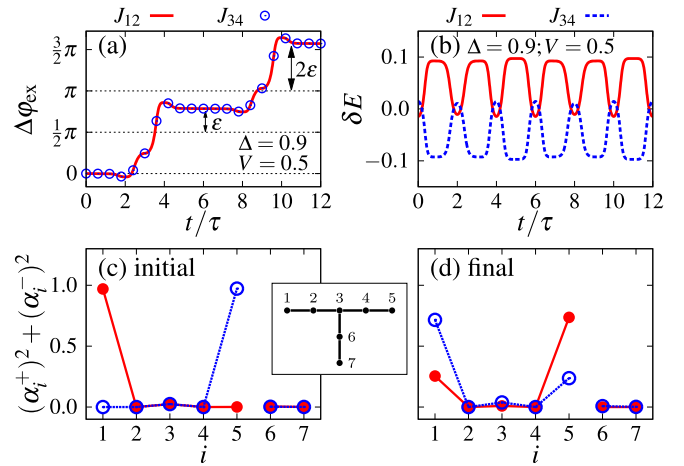 J12 J34 J12 J34
(a)
3/2 π
π
1/2 π
0
Δφex
2ε
ε
Δ = 0.9
V = 0.5
0 2 4 6 8 10 12
t/τ
(b) Δ = 0.9; V = 0.5
0.1
0.0
−0.1
δE
0 2 4 6 8 10 12
t/τ
(c) initial
1.0
0.5
0.0
(αi+)2 + (αi−)2
1 2 3 4 5 6 7
i
1 2 3 4 5
6
7
(d) final
1 2 3 4 5 6 7
i